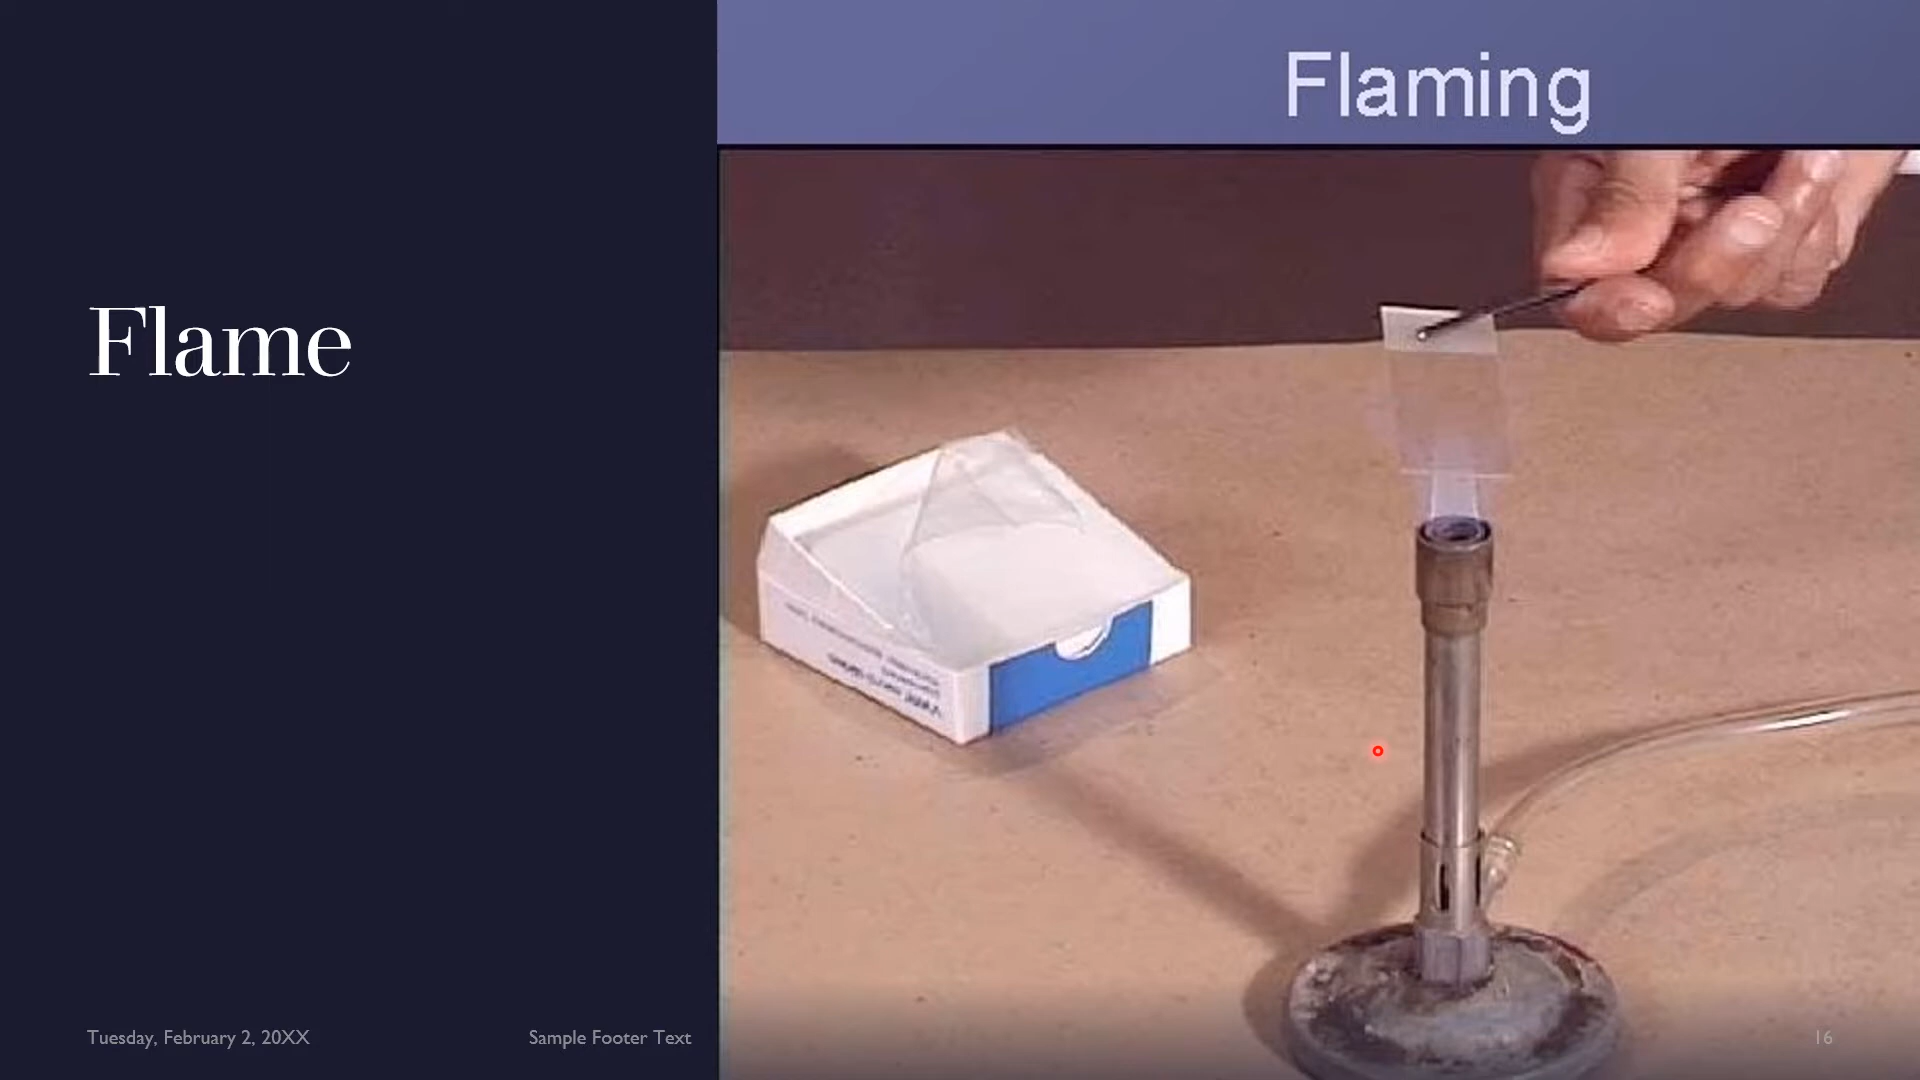 Flaming
Flame
Tuesday, February 2, 20XX
Sample Footer Text
16